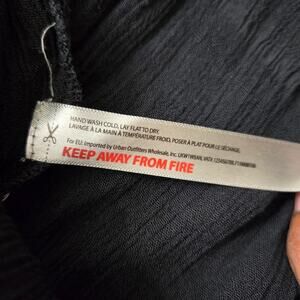 HAND WASH COLD, LAY FLAT TO DRY.
LAVAGE À LA MAIN À TEMPÉRATURE FROID, POSER À PLAT POUR LE SÉCHAGE.
For EU: Imported by Urban Outfitters Wholesale, Inc.
KEEP AWAY FROM FIRE